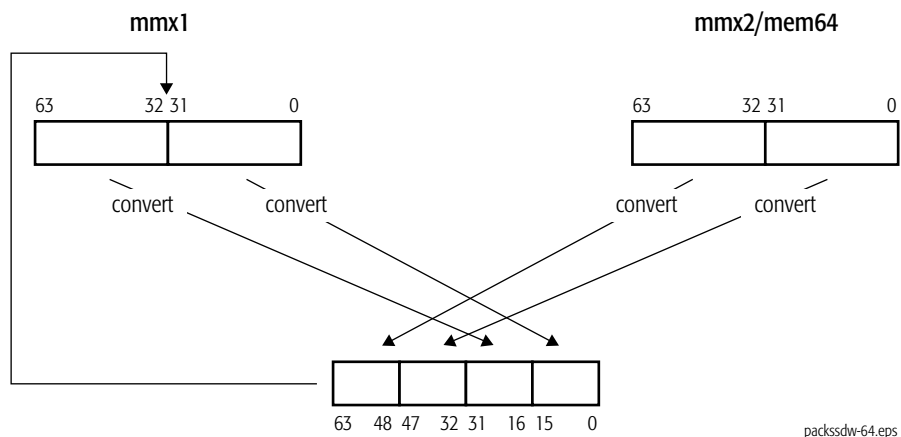 mmx1 mmx2/mem64
63 32 31 0 63 32 31 0
convert convert convert convert
63 48 47 32 31 16 15 0
packssdw-64.eps